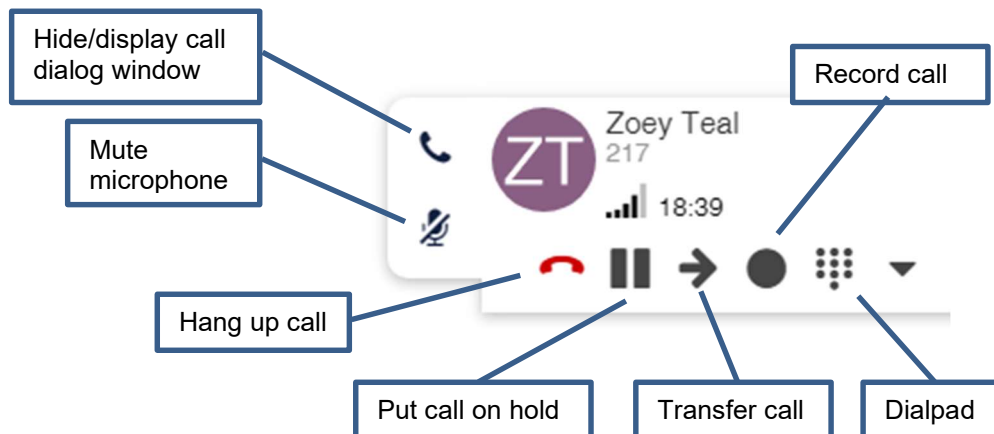 Hide/display call
dialog window
Record call
Mute
microphone
ZT
Zoey Teal
217
18:39
Hang up call
Put call on hold
Transfer call
Dialpad